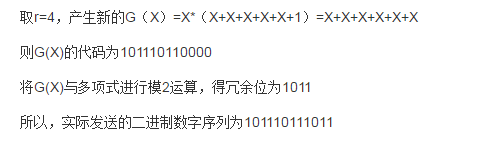 取r=4，产生新的G（X）=X*（X+X+X+X+X+1）=X+X+X+X+X+X
则G(X)的代码为101110110000
将G(X)与多项式进行模2运算，得冗余位为1011
所以，实际发送的二进制数字序列为101110111011